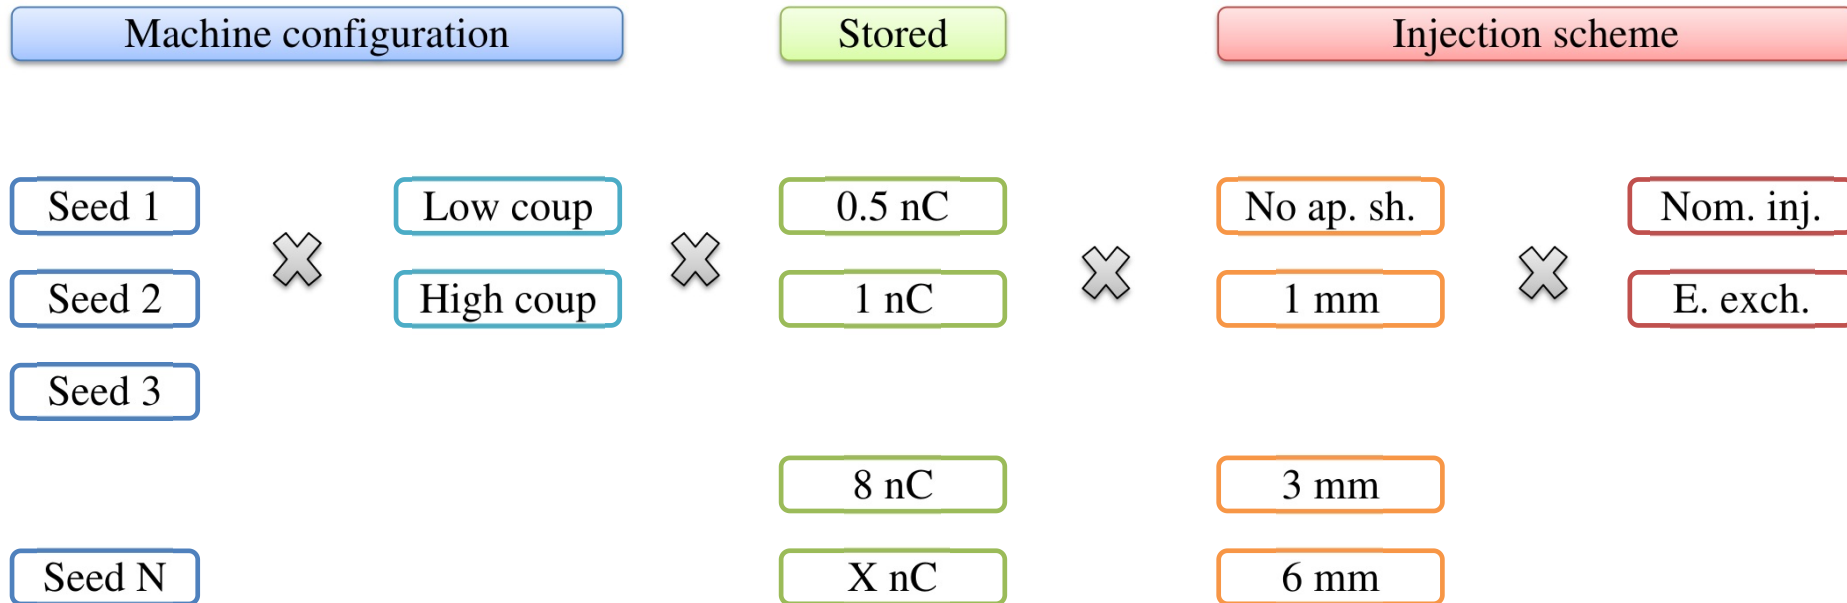 Machine configuration
Stored
Injection scheme
Seed 1
Low coup
0.5 nC
No ap. sh.
Nom. inj.
Seed 2
High coup
1 nC
1 mm
E. exch.
Seed 3
8 nC
3 mm
Seed N
X nC
6 mm